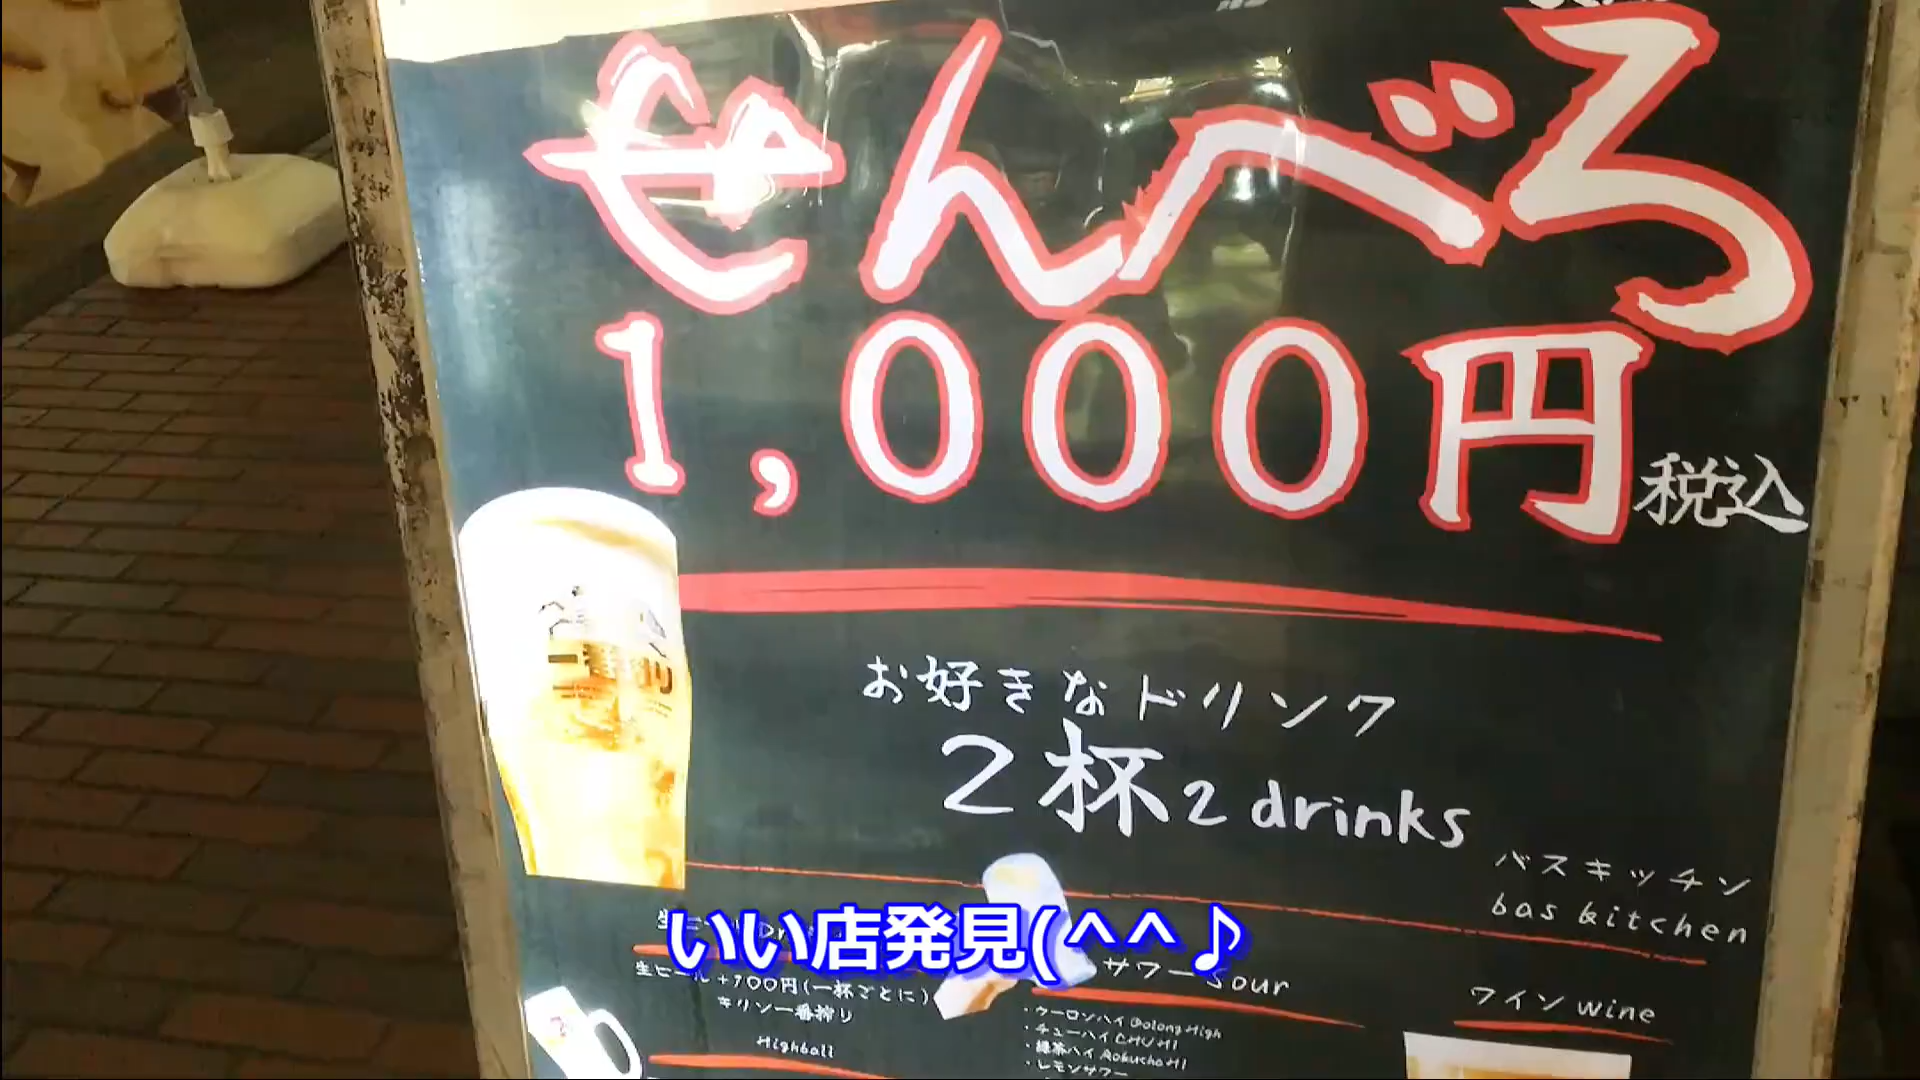 せんべろ
1,000円
税込
お好きなドリンク
2杯 2 drinks
バスキッチン
bas kitchen
いい店発見(^^♪
サワー Sour
生ビール +100円(一杯ごとに)
キリン一番搾り
ワイン wine
・ウーロンハイ Oolong High
・チューハイ CHUHI
・緑茶ハイ Rokucha HI
・レモンサワー
Highball